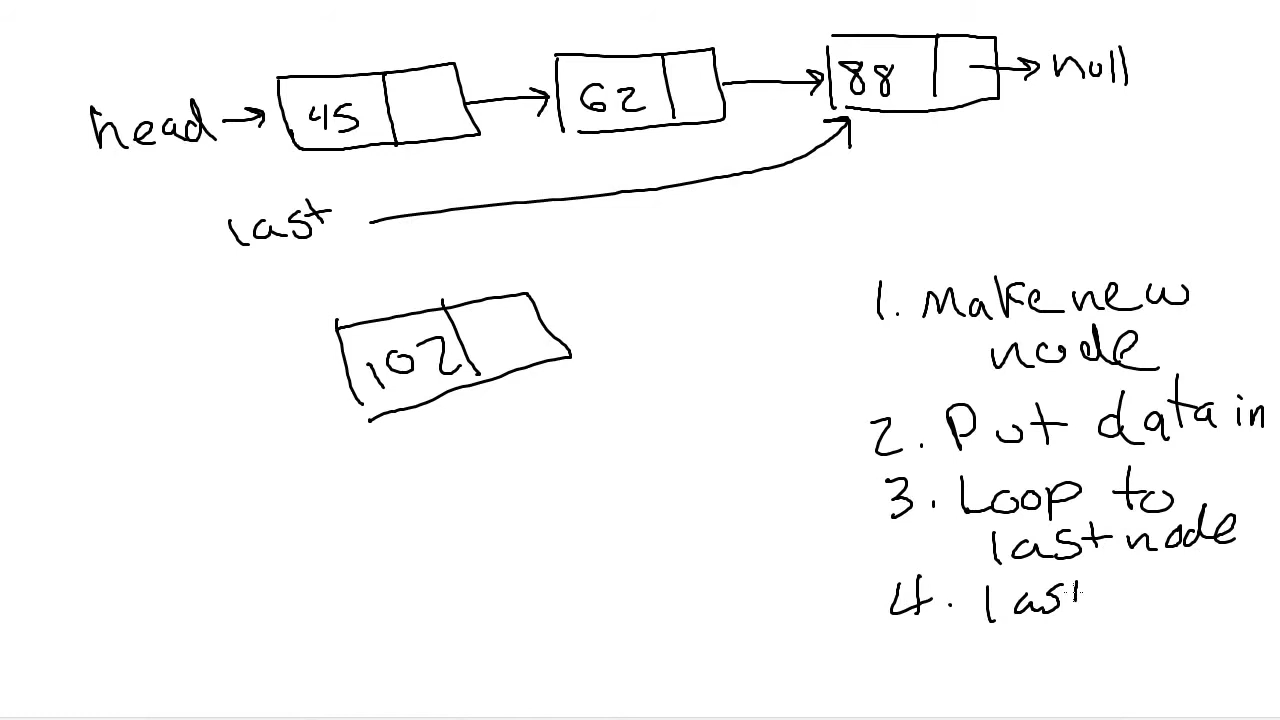 head 45 62 88 null
last
102
1. Make new
node
2. Put data in
3. Loop to
last node
4. last